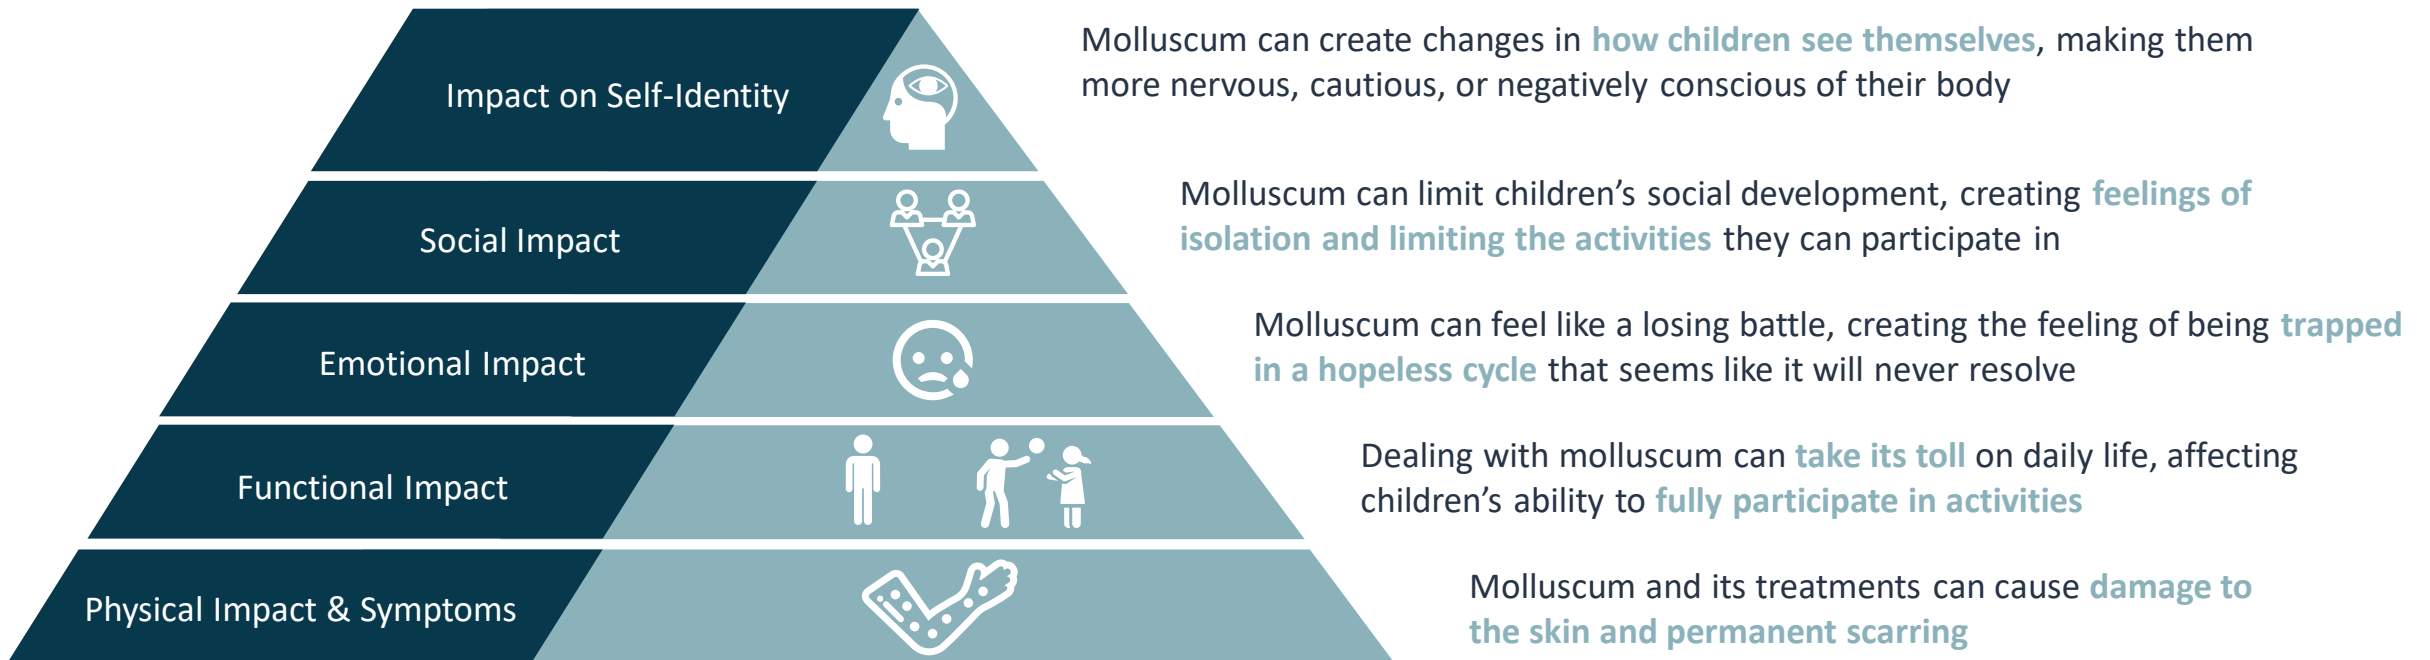 Impact on Self-Identity
Molluscum can create changes in how children see themselves, making them
more nervous, cautious, or negatively conscious of their body
Social Impact
Molluscum can limit children’s social development, creating feelings of
isolation and limiting the activities they can participate in
Emotional Impact
Molluscum can feel like a losing battle, creating the feeling of being trapped
in a hopeless cycle that seems like it will never resolve
Functional Impact
Dealing with molluscum can take its toll on daily life, affecting
children’s ability to fully participate in activities
Physical Impact & Symptoms
Molluscum and its treatments can cause damage to
the skin and permanent scarring